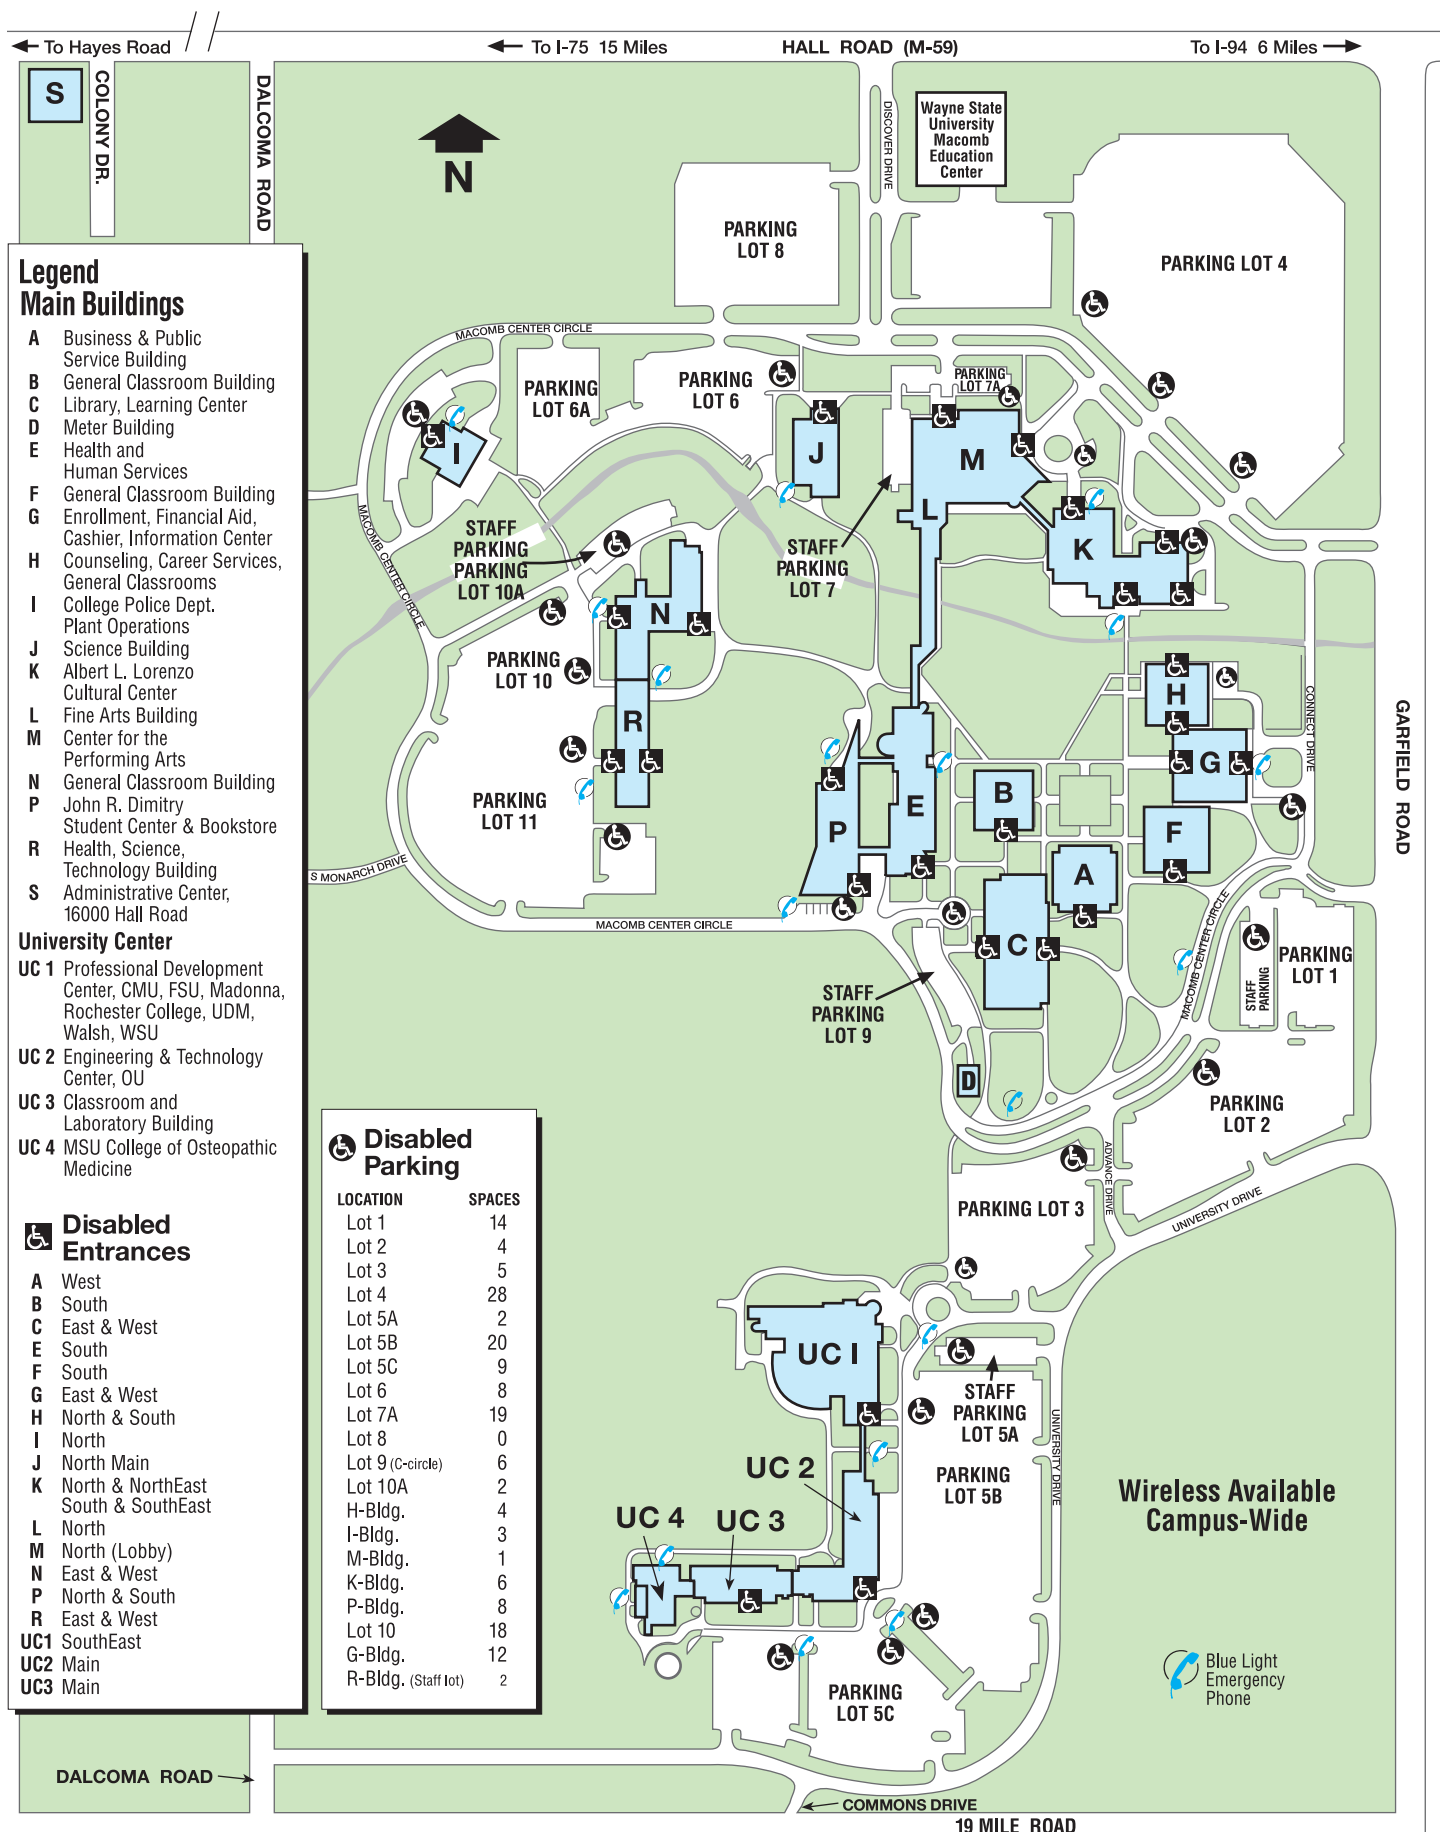 To Hayes Road
To I-75  15 Miles
HALL ROAD (M-59)
To I-94  6 Miles
S
COLONY DR.
DALCOMA ROAD
N
DISCOVER DRIVE
Wayne State
University
Macomb
Education
Center
PARKING
LOT 8
PARKING LOT 4
MACOMB CENTER CIRCLE
PARKING
LOT 6A
PARKING
LOT 6
PARKING
LOT 7A
I
J
M
L
K
STAFF
PARKING
PARKING
LOT 10A
STAFF
PARKING
LOT 7
MACOMB CENTER CIRCLE
N
PARKING
LOT 10
R
PARKING
LOT 11
H
G
CONNECT DRIVE
GARFIELD ROAD
B
E
P
F
A
C
S MONARCH DRIVE
MACOMB CENTER CIRCLE
MACOMB CENTER CIRCLE
STAFF
PARKING
LOT 9
STAFF
PARKING
PARKING
LOT 1
D
PARKING
LOT 2
ADVANCE DRIVE
UNIVERSITY DRIVE
PARKING LOT 3
UC I
STAFF
PARKING
LOT 5A
UNIVERSITY DRIVE
PARKING
LOT 5B
UC 2
UC 3
UC 4
Wireless Available
Campus-Wide
PARKING
LOT 5C
Blue Light
Emergency
Phone
DALCOMA ROAD
COMMONS DRIVE
19 MILE ROAD
Legend
Main Buildings
A Business & Public
Service Building
B General Classroom Building
C Library, Learning Center
D Meter Building
E Health and
Human Services
F General Classroom Building
G Enrollment, Financial Aid,
Cashier, Information Center
H Counseling, Career Services,
General Classrooms
I College Police Dept.
Plant Operations
J Science Building
K Albert L. Lorenzo
Cultural Center
L Fine Arts Building
M Center for the
Performing Arts
N General Classroom Building
P John R. Dimitry
Student Center & Bookstore
R Health, Science,
Technology Building
S Administrative Center,
16000 Hall Road
University Center
UC 1 Professional Development
Center, CMU, FSU, Madonna,
Rochester College, UDM,
Walsh, WSU
UC 2 Engineering & Technology
Center, OU
UC 3 Classroom and
Laboratory Building
UC 4 MSU College of Osteopathic
Medicine
Disabled
Entrances
A West
B South
C East & West
E South
F South
G East & West
H North & South
I North
J North Main
K North & NorthEast
South & SouthEast
L North
M North (Lobby)
N East & West
P North & South
R East & West
UC1 SouthEast
UC2 Main
UC3 Main
Disabled
Parking
LOCATION SPACES
Lot 1 14
Lot 2 4
Lot 3 5
Lot 4 28
Lot 5A 2
Lot 5B 20
Lot 5C 9
Lot 6 8
Lot 7A 19
Lot 8 0
Lot 9 (C-circle) 6
Lot 10A 2
H-Bldg. 4
I-Bldg. 3
M-Bldg. 1
K-Bldg. 6
P-Bldg. 8
Lot 10 18
G-Bldg. 12
R-Bldg. (Staff lot) 2